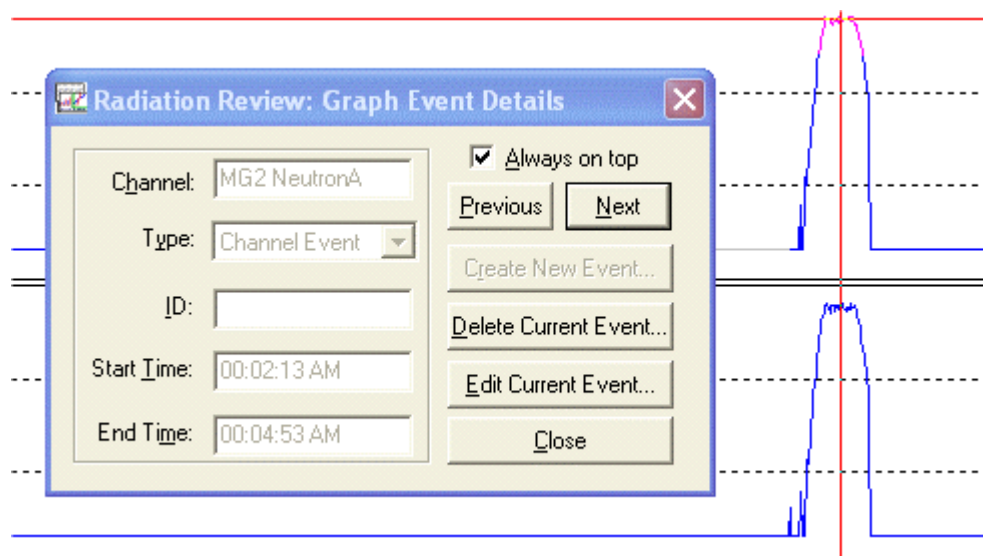 Radiation Review: Graph Event Details
Channel: MG2 NeutronA
Type: Channel Event
ID:
Start Time: 00:02:13 AM
End Time: 00:04:53 AM
Always on top
Previous Next
Create New Event...
Delete Current Event...
Edit Current Event...
Close